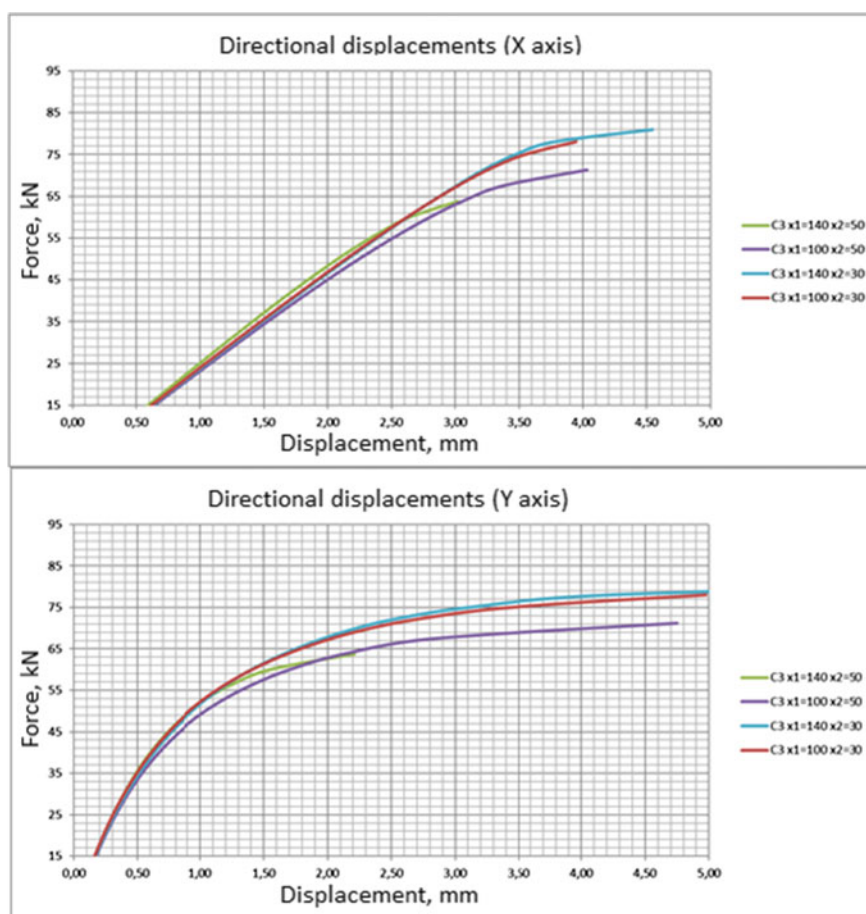 Directional displacements (X axis)
95
85
75
65
55
45
35
25
15
Force, kN
0,00 0,50 1,00 1,50 2,00 2,50 3,00 3,50 4,00 4,50 5,00
Displacement, mm
C3 x1=140 x2=50
C3 x1=100 x2=50
C3 x1=140 x2=30
C3 x1=100 x2=30
Directional displacements (Y axis)
95
85
75
65
55
45
35
25
15
Force, kN
0,00 0,50 1,00 1,50 2,00 2,50 3,00 3,50 4,00 4,50 5,00
Displacement, mm
C3 x1=140 x2=50
C3 x1=100 x2=50
C3 x1=140 x2=30
C3 x1=100 x2=30